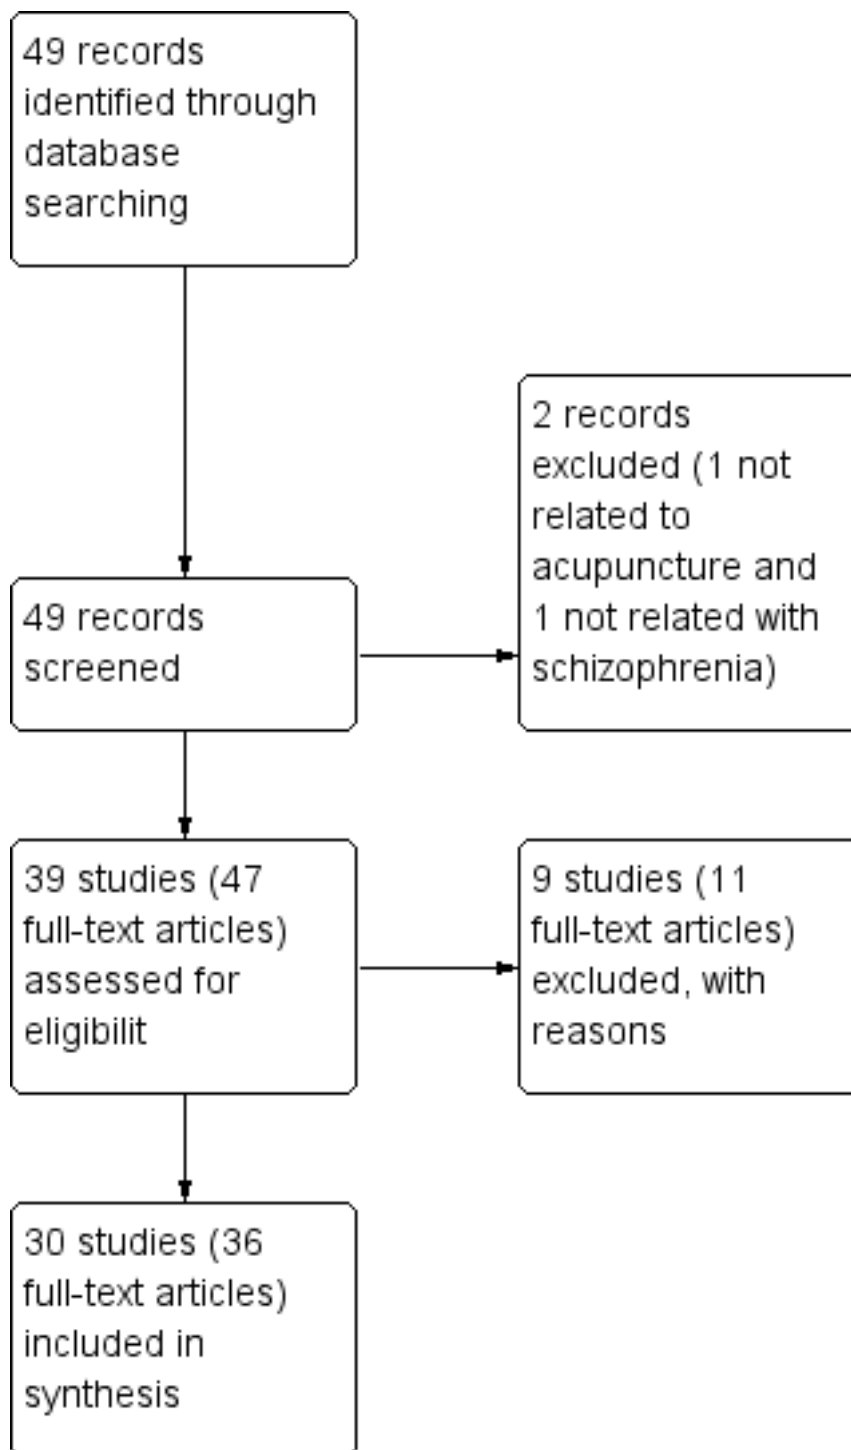 49 records
identified through
database
searching
2 records
excluded (1 not
related to
acupuncture and
1 not related with
schizophrenia)
49 records
screened
39 studies (47
full-text articles)
assessed for
eligibilit
9 studies (11
full-text articles)
excluded, with
reasons
30 studies (36
full-text articles)
included in
synthesis